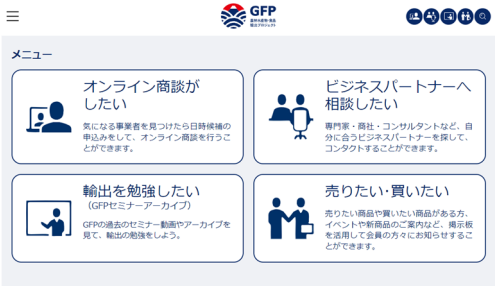 GFP
農林水産物・食品
輸出プロジェクト
メニュー
オンライン商談が
したい
気になる事業者を見つけたら日時候補の
申込みをして、オンライン商談を行うこ
とができます。
ビジネスパートナーへ
相談したい
専門家・商社・コンサルタントなど、自
分に合うビジネスパートナーを探して、
コンタクトすることができます。
輸出を勉強したい
（GFPセミナーアーカイブ）
GFPの過去のセミナー動画やアーカイブを
見て、輸出の勉強をしよう。
売りたい・買いたい
売りたい商品や買いたい商品がある方、
イベントや新商品のご案内など、掲示板
を活用して会員の方々にお知らせするこ
とができます。